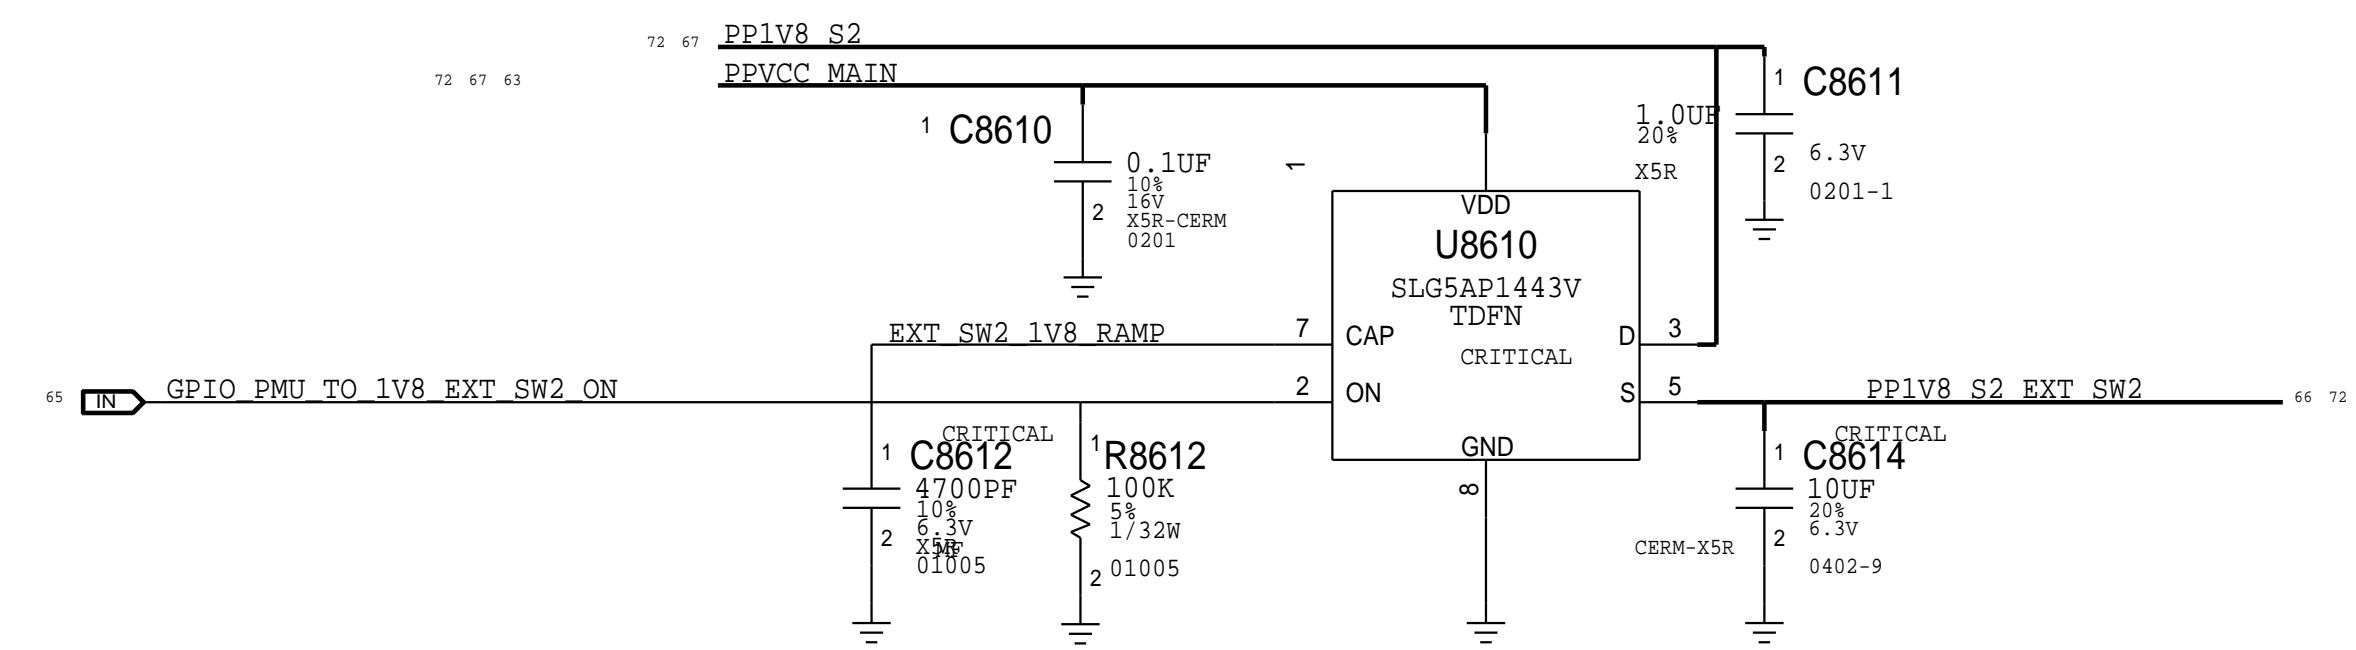 72 67 PP1V8_S2
72 67 63 PPVCC_MAIN
1 C8611
1.0UF
20%
6.3V
X5R
2
0201-1
1 C8610
0.1UF
10%
16V
2
X5R-CERM
0201
1
VDD
U8610
SLG5AP1443V
TDFN
CRITICAL
EXT_SW2_1V8_RAMP 7 CAP D 3
65 IN GPIO_PMU_TO_1V8_EXT_SW2_ON 2 ON S 5 PP1V8_S2_EXT_SW2 66 72
GND
8
CRITICAL
1 C8612
4700PF
10%
6.3V
2
X5R
01005
1 R8612
100K
5%
1/32W
MF
2 01005
CRITICAL
1 C8614
10UF
20%
6.3V
2
CERM-X5R
0402-9